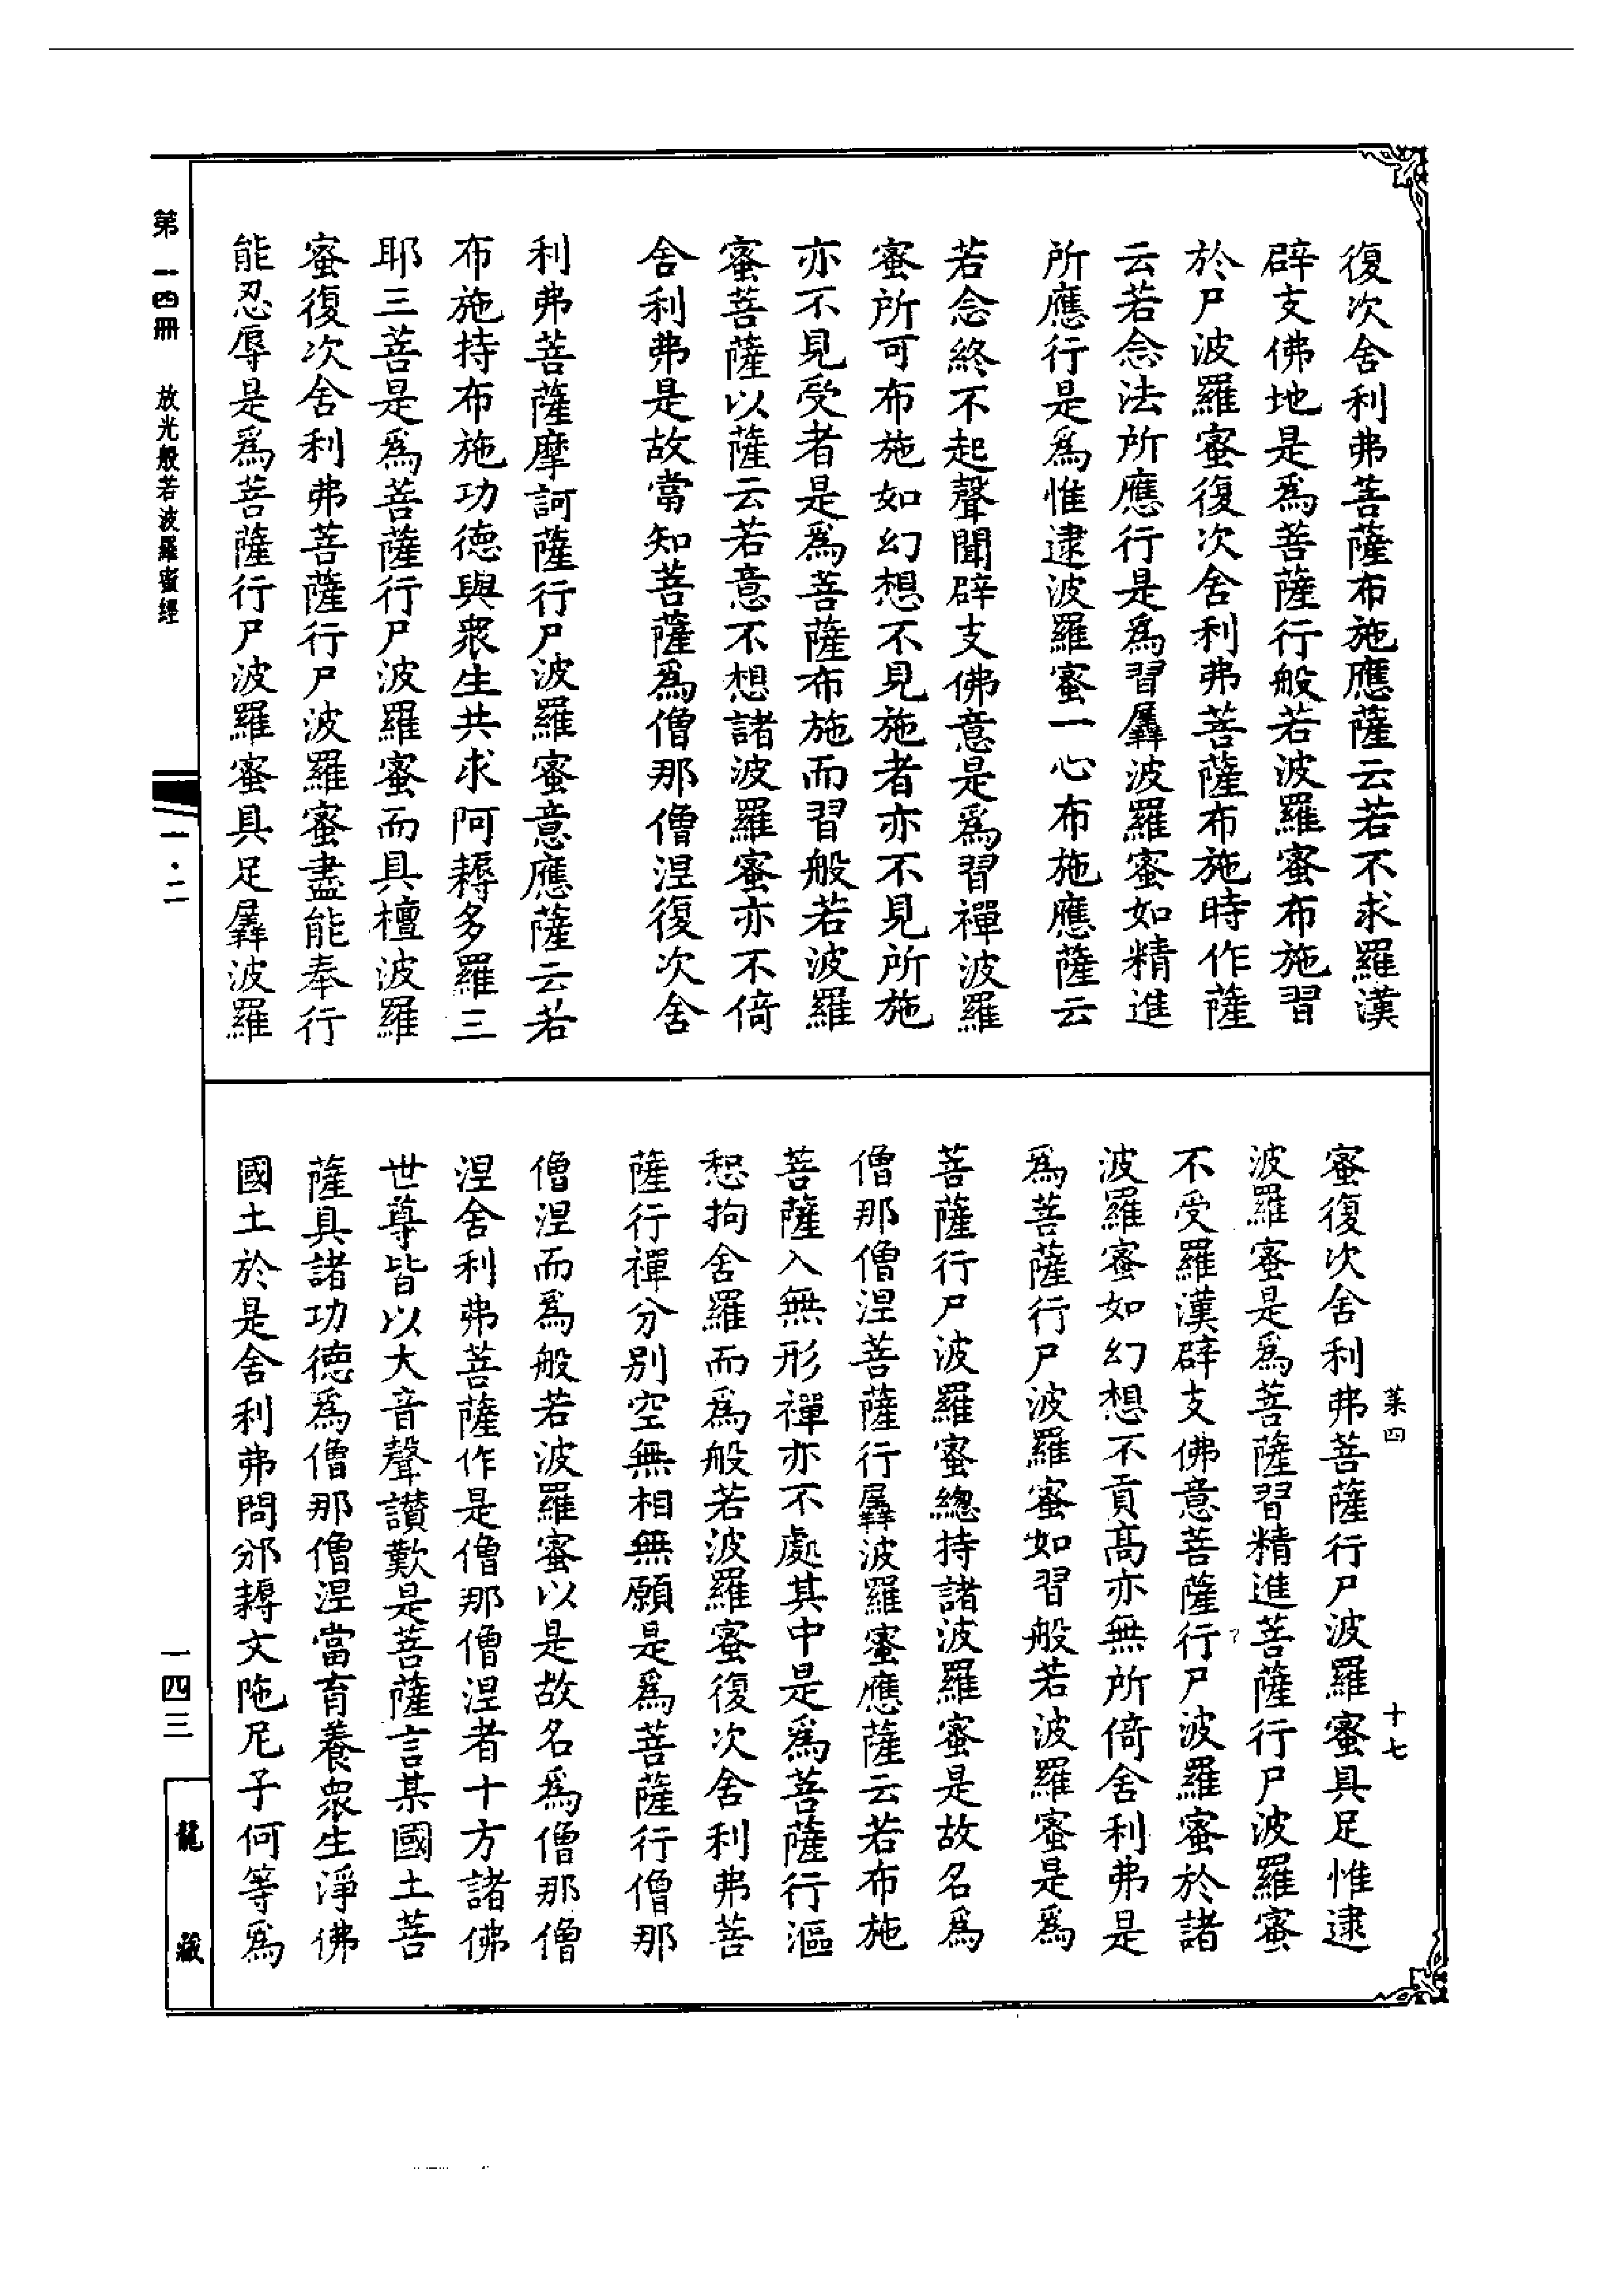 復次舍利弗菩薩布施應薩云若不求羅漢
辟支佛地是爲菩薩行般若波羅蜜布施習
於尸波羅蜜復次舍利弗菩薩布施時作薩
云若念法所應行是爲習羼波羅蜜如精進
所應行是爲惟逮波羅蜜一心布施應薩云
若念終不起聲聞辟支佛意是爲習禪波羅
蜜所可布施如幻想不見施者亦不見所施
亦不見受者是爲菩薩布施而習般若波羅
蜜菩薩以薩云若意不想諸波羅蜜亦不倚
舍利弗是故當知菩薩爲僧那僧涅復次舍
利弗菩薩摩訶薩行尸波羅蜜意應薩云若
布施持布施功德與衆生共求阿耨多羅三
耶三菩是爲菩薩行尸波羅蜜而具檀波羅
蜜復次舍利弗菩薩行尸波羅蜜盡能奉行
能忍辱是爲菩薩行尸波羅蜜具足羼波羅
蜜復次舍利弗菩薩行尸波羅蜜具足惟逮
波羅蜜是爲菩薩習精進菩薩行尸波羅蜜
不受羅漢辟支佛意菩薩行尸波羅蜜於諸
波羅蜜如幻想不貢高亦無所倚舍利弗是
爲菩薩行尸波羅蜜如習般若波羅蜜是爲
菩薩行尸波羅蜜總持諸波羅蜜是故名爲
僧那僧涅菩薩行羼波羅蜜應薩云若布施
菩薩入無形禪亦不處其中是爲菩薩行漚
惒拘舍羅而爲般若波羅蜜復次舍利弗菩
薩行禪分別空無相無願是爲菩薩行僧那
僧涅而爲般若波羅蜜以是故名爲僧那僧
涅舍利弗菩薩作是僧那僧涅者十方諸佛
世尊皆以大音聲讃歎是菩薩言某國土菩
薩具諸功德爲僧那僧涅當育養衆生淨佛
國土於是舍利弗問邠耨文陁尼子何等爲
菜四
十七
第一四冊
放光般若波羅蜜經
一・二
一四三
龍藏